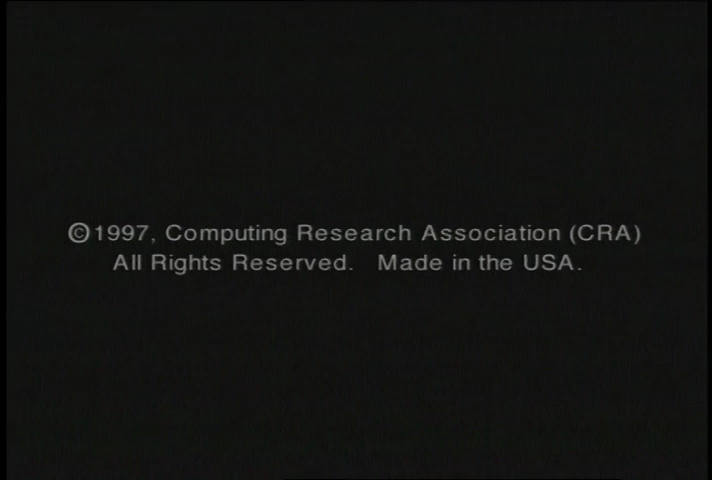 ©1997, Computing Research Association (CRA)
All Rights Reserved. Made in the USA.